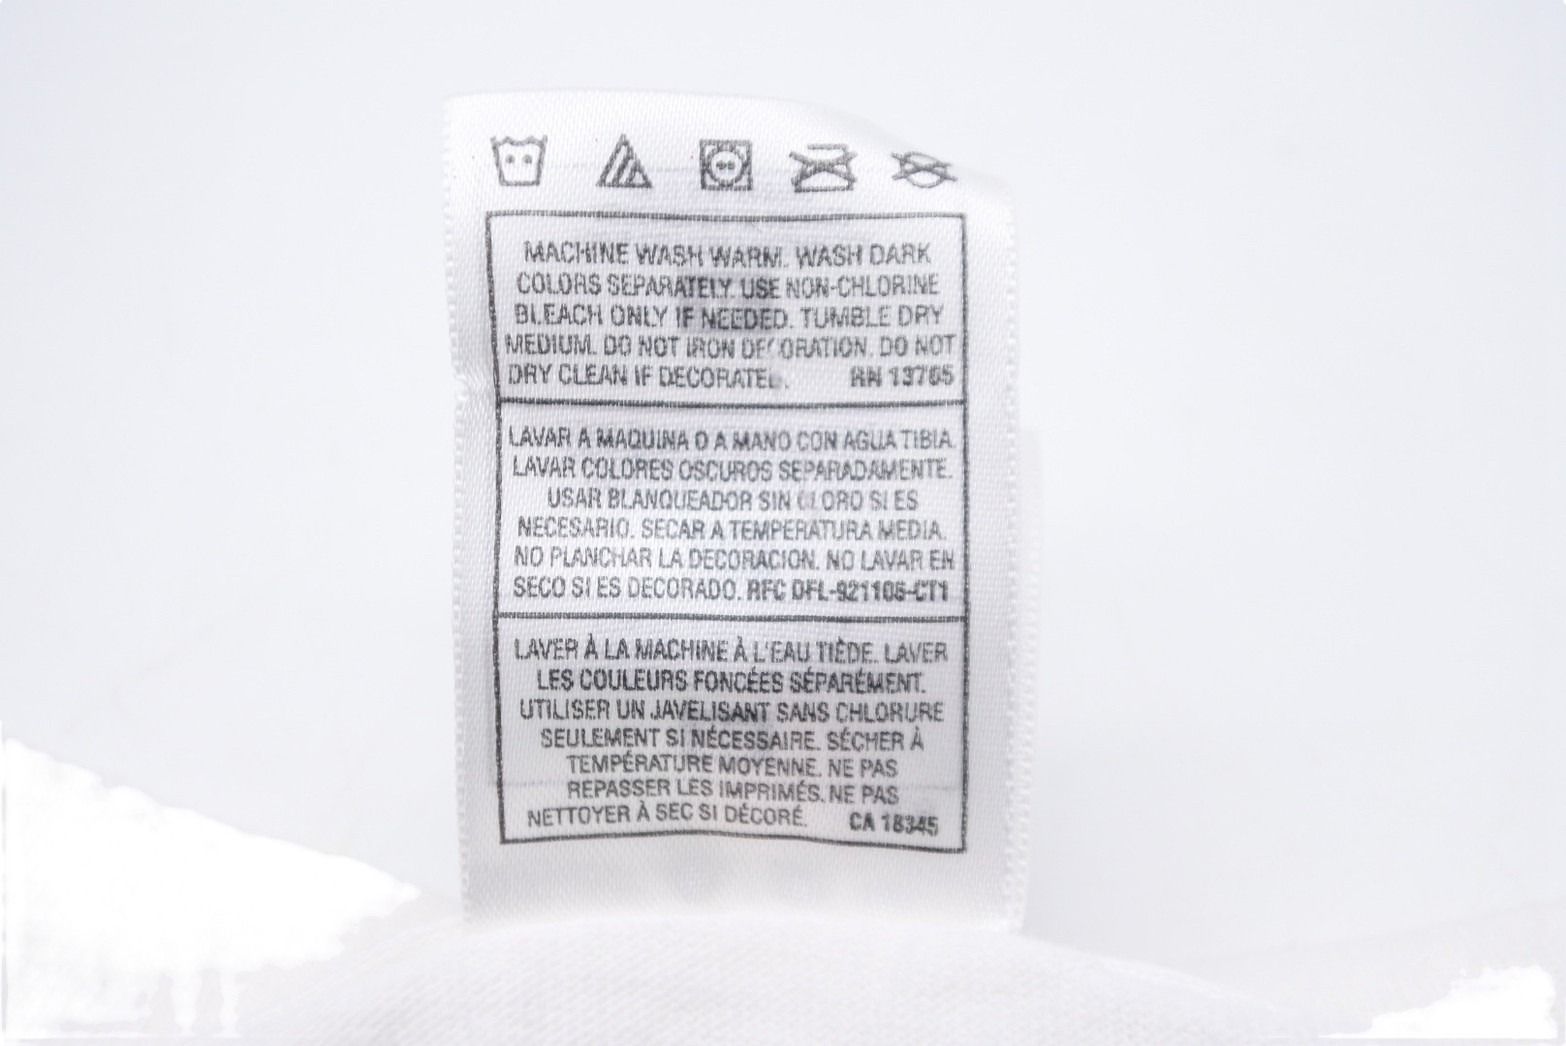 MACHINE WASH WARM. WASH DARK
COLORS SEPARATELY. USE NON-CHLORINE
BLEACH ONLY IF NEEDED. TUMBLE DRY
MEDIUM. DO NOT IRON DECORATION. DO NOT
DRY CLEAN IF DECORATED. RN 13765
LAVAR A MAQUINA O A MANO CON AGUA TIBIA.
LAVAR COLORES OSCUROS SEPARADAMENTE.
USAR BLANQUEADOR SIN CLORO SI ES
NECESARIO. SECAR A TEMPERATURA MEDIA.
NO PLANCHAR LA DECORACION. NO LAVAR EN
SECO SI ES DECORADO. RFC DFL-921106-CT1
LAVER À LA MACHINE À L'EAU TIÈDE. LAVER
LES COULEURS FONCÉES SÉPARÉMENT.
UTILISER UN JAVELISANT SANS CHLORURE
SEULEMENT SI NÉCESSAIRE. SÉCHER À
TEMPÉRATURE MOYENNE. NE PAS
REPASSER LES IMPRIMÉS. NE PAS
NETTOYER À SEC SI DÉCORÉ. CA 18345